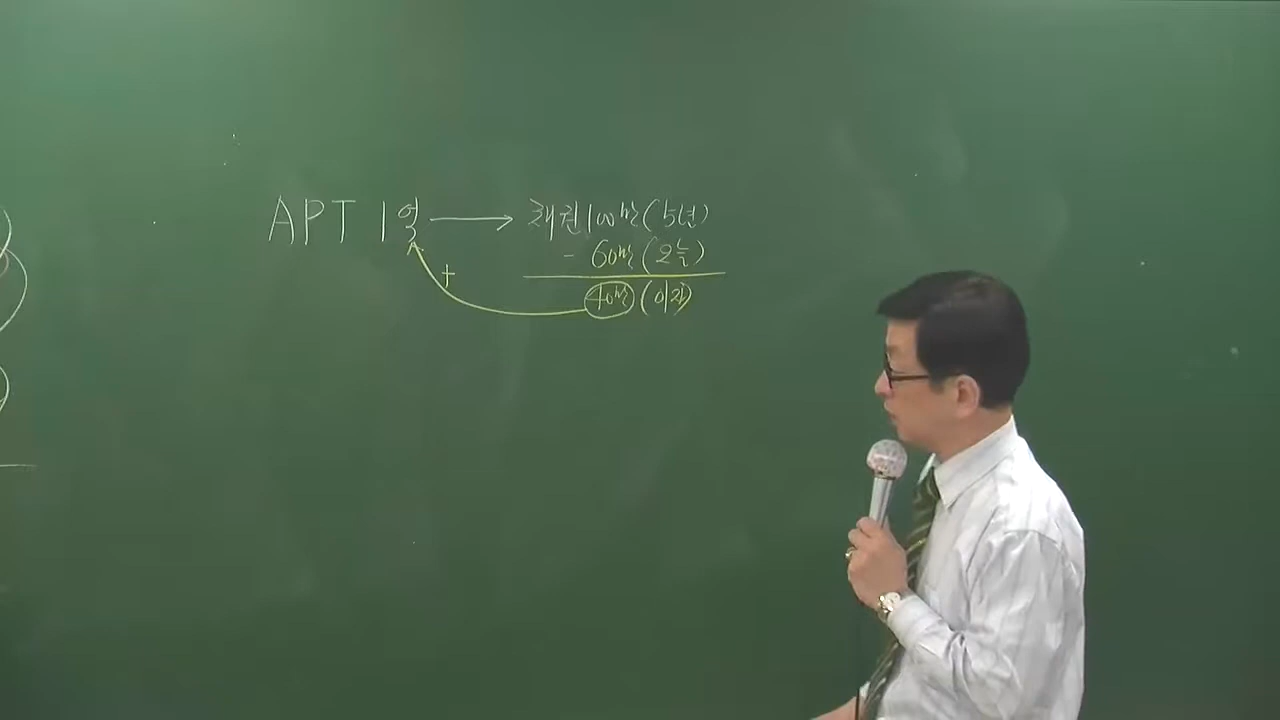 APT 1억 → 채권 100만 (5년)
- 60만 (오늘)
+ 40만 (이자)